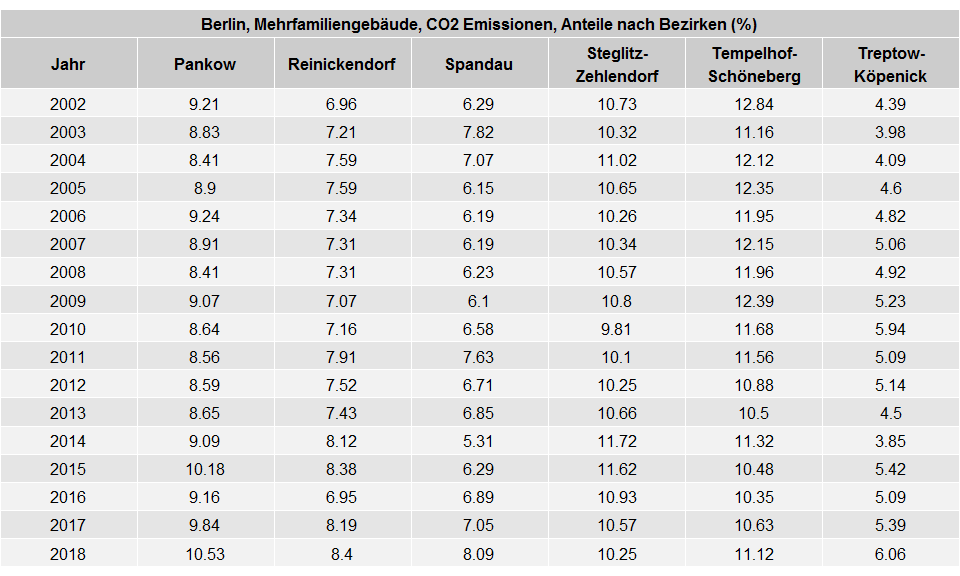 Berlin, Mehrfamiliengebäude, CO2 Emissionen, Anteile nach Bezirken (%)
Jahr Pankow Reinickendorf Spandau Steglitz-Zehlendorf Tempelhof-Schöneberg Treptow-Köpenick
2002 9.21 6.96 6.29 10.73 12.84 4.39
2003 8.83 7.21 7.82 10.32 11.16 3.98
2004 8.41 7.59 7.07 11.02 12.12 4.09
2005 8.9 7.59 6.15 10.65 12.35 4.6
2006 9.24 7.34 6.19 10.26 11.95 4.82
2007 8.91 7.31 6.19 10.34 12.15 5.06
2008 8.41 7.31 6.23 10.57 11.96 4.92
2009 9.07 7.07 6.1 10.8 12.39 5.23
2010 8.64 7.16 6.58 9.81 11.68 5.94
2011 8.56 7.91 7.63 10.1 11.56 5.09
2012 8.59 7.52 6.71 10.25 10.88 5.14
2013 8.65 7.43 6.85 10.66 10.5 4.5
2014 9.09 8.12 5.31 11.72 11.32 3.85
2015 10.18 8.38 6.29 11.62 10.48 5.42
2016 9.16 6.95 6.89 10.93 10.35 5.09
2017 9.84 8.19 7.05 10.57 10.63 5.39
2018 10.53 8.4 8.09 10.25 11.12 6.06